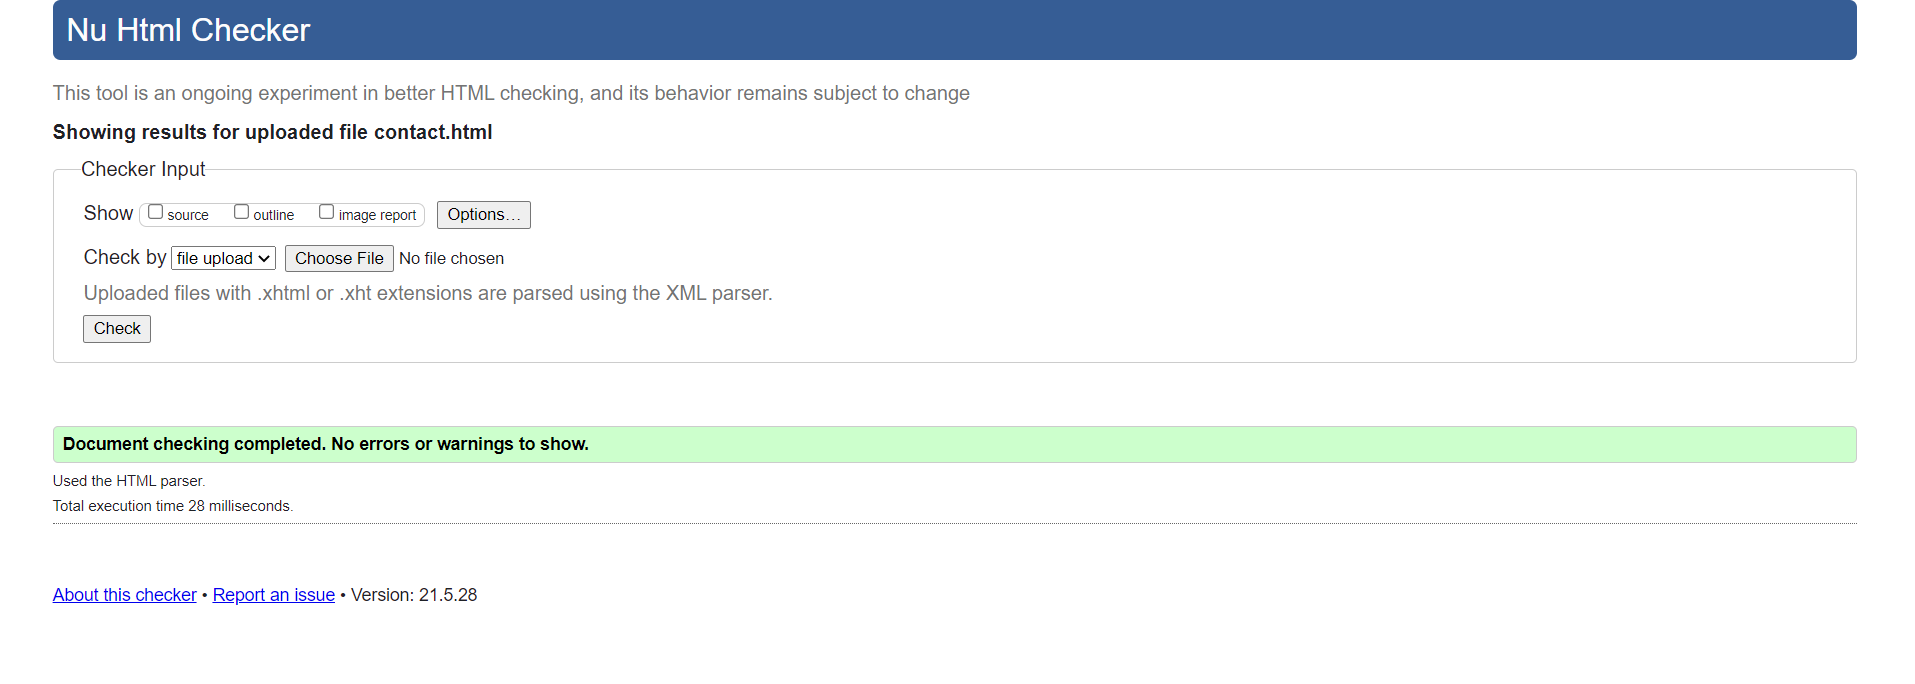 Nu Html Checker
This tool is an ongoing experiment in better HTML checking, and its behavior remains subject to change
Showing results for uploaded file contact.html
Checker Input
Show source outline image report Options…
Check by file upload Choose File No file chosen
Uploaded files with .xhtml or .xht extensions are parsed using the XML parser.
Check
Document checking completed. No errors or warnings to show.
Used the HTML parser.
Total execution time 28 milliseconds.
About this checker • Report an issue • Version: 21.5.28